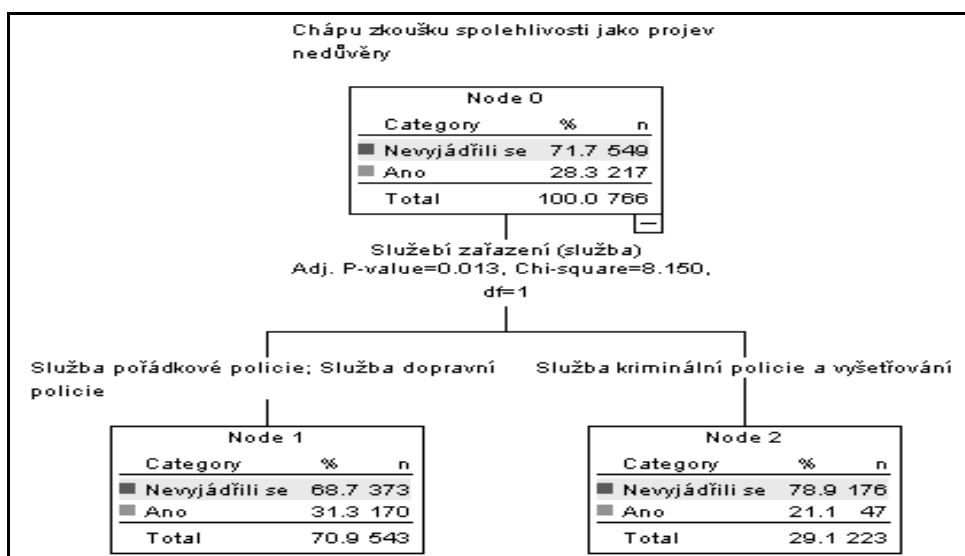 Chápu zkoušku spolehlivosti jako projev
nedůvěry
Node 0
Category % n
Nevyjádřili se 71.7 549
Ano 28.3 217
Total 100.0 766
Služebí zařazení (služba)
Adj. P-value=0.013, Chi-square=8.150,
df=1
Služba pořádkové policie; Služba dopravní
policie
Node 1
Category % n
Nevyjádřili se 68.7 373
Ano 31.3 170
Total 70.9 543
Služba kriminální policie a vyšetřování
Node 2
Category % n
Nevyjádřili se 78.9 176
Ano 21.1 47
Total 29.1 223